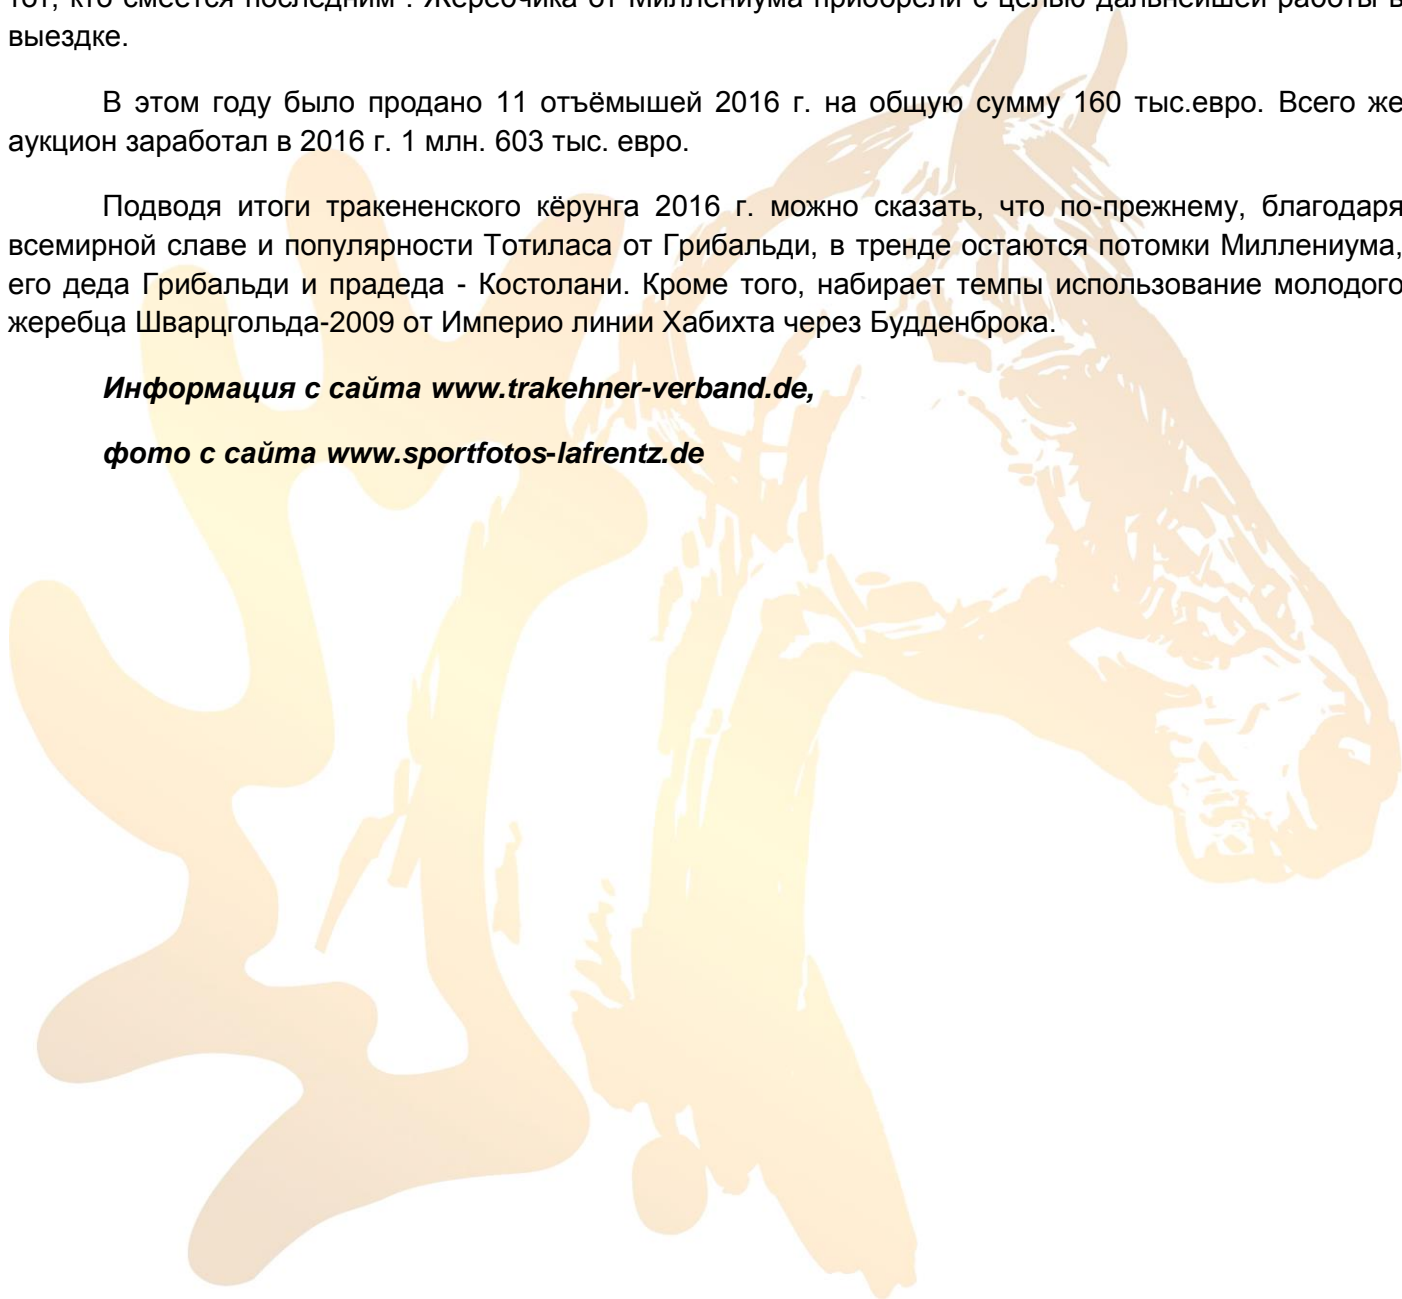 тот, кто смеётся последним". Жеребчика от Миллениума приобрели с целью дальнейшей работы в
выездке.
В этом году было продано 11 отъёмышей 2016 г. на общую сумму 160 тыс.евро. Всего же
аукцион заработал в 2016 г. 1 млн. 603 тыс. евро.
Подводя итоги тракененского кёрунга 2016 г. можно сказать, что по-прежнему, благодаря
всемирной славе и популярности Тотиласа от Грибальди, в тренде остаются потомки Миллениума,
его деда Грибальди и прадеда - Костолани. Кроме того, набирает темпы использование молодого
жеребца Шварцгольда-2009 от Империо линии Хабихта через Будденброка.
Информация с сайта www.trakehner-verband.de,
фото с сайта www.sportfotos-lafrentz.de